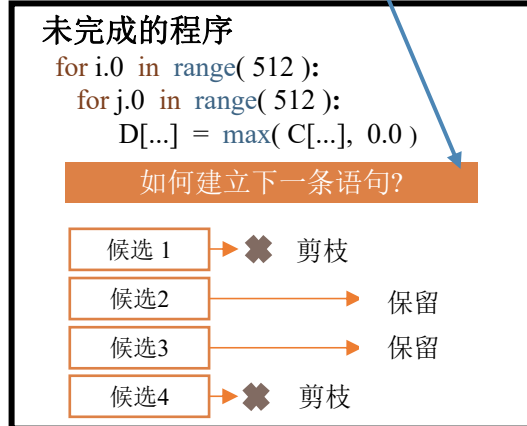 未完成的程序
for i.0 in range( 512 ):
for j.0 in range( 512 ):
D[...] = max( C[...], 0.0 )
如何建立下一条语句?
候选 1 剪枝
候选2 保留
候选3 保留
候选4 剪枝